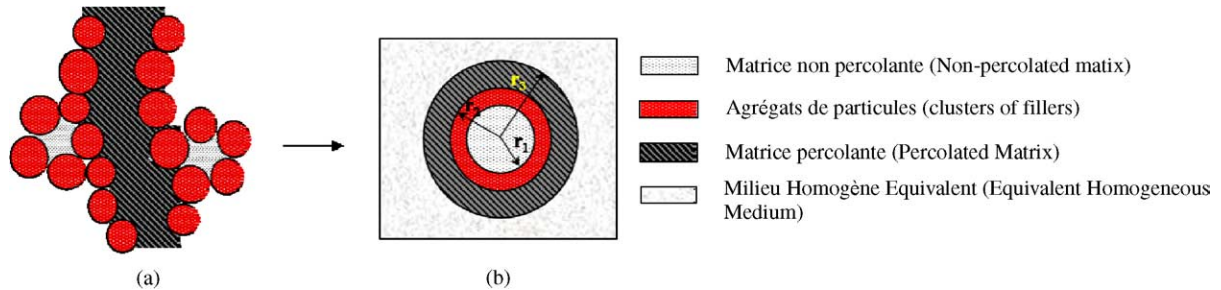 r₃
r₂
r₁
(a)
(b)
Matrice non percolante (Non-percolated matix)
Agrégats de particules (clusters of fillers)
Matrice percolante (Percolated Matrix)
Milieu Homogène Equivalent (Equivalent Homogeneous
Medium)